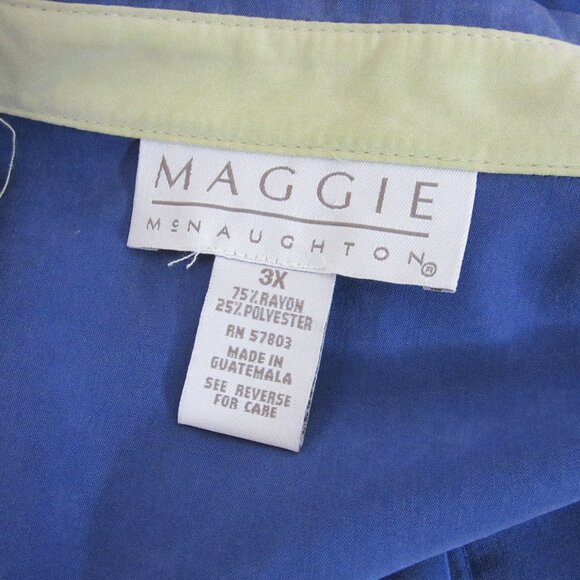 MAGGIE
McNAUGHTON®
3X
75% RAYON
25% POLYESTER
RN 57803
MADE IN
GUATEMALA
SEE REVERSE
FOR CARE